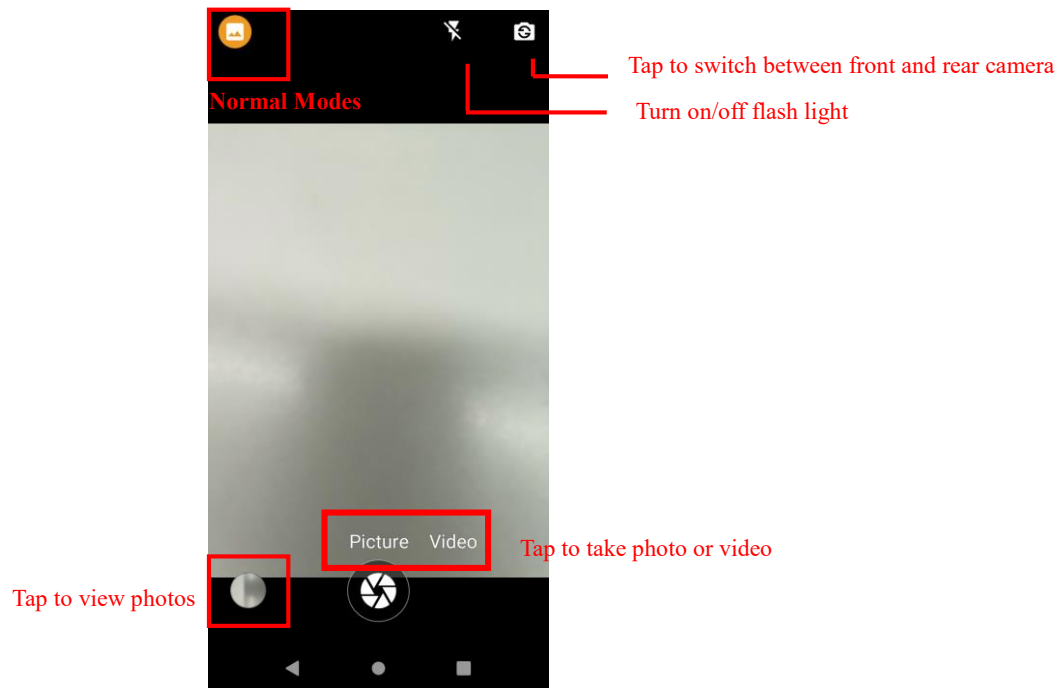 Tap to switch between front and rear camera
Normal Modes
Turn on/off flash light
Picture Video
Tap to take photo or video
Tap to view photos